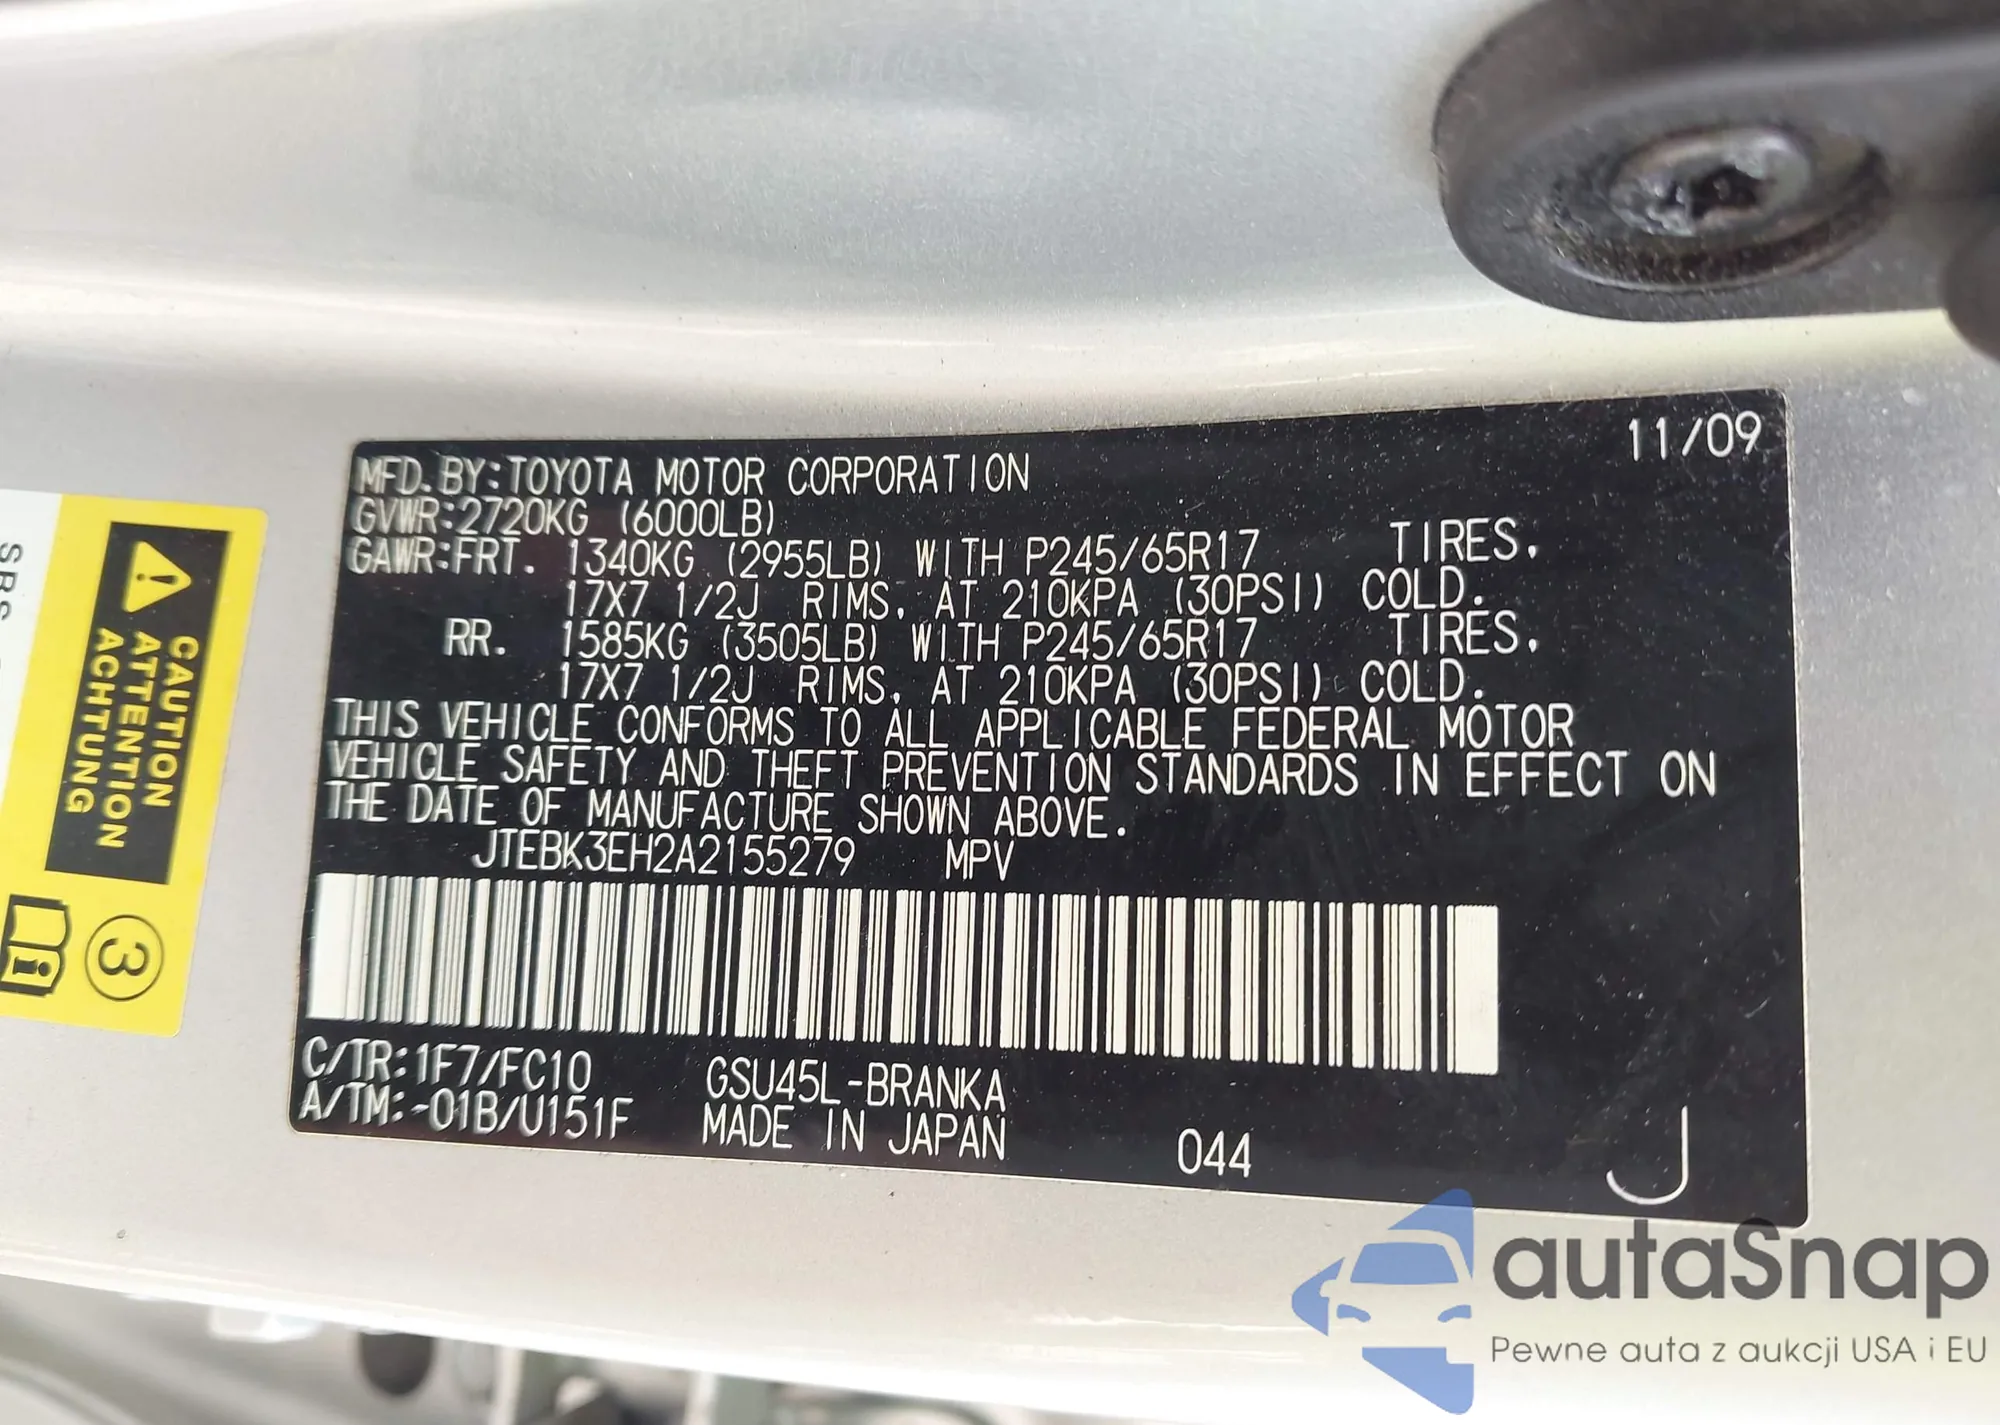 11/09
MFD. BY: TOYOTA MOTOR CORPORATION
GVWR: 2720KG (6000LB)
GAWR: FRT. 1340KG (2955LB) WITH P245/65R17 TIRES,
17X7 1/2J RIMS, AT 210KPA (30PSI) COLD.
RR. 1585KG (3505LB) WITH P245/65R17 TIRES,
17X7 1/2J RIMS, AT 210KPA (30PSI) COLD.
THIS VEHICLE CONFORMS TO ALL APPLICABLE FEDERAL MOTOR
VEHICLE SAFETY AND THEFT PREVENTION STANDARDS IN EFFECT ON
THE DATE OF MANUFACTURE SHOWN ABOVE.
JTEBK3EH2A2155279 MPV
C/TR: 1F7/FC10 GSU45L-BRANKA
A/TM: -01B/U151F MADE IN JAPAN 044 J
CAUTION
ATTENTION
ACHTUNG
3
SRS
autaSnap
Pewne auta z aukcji USA i EU